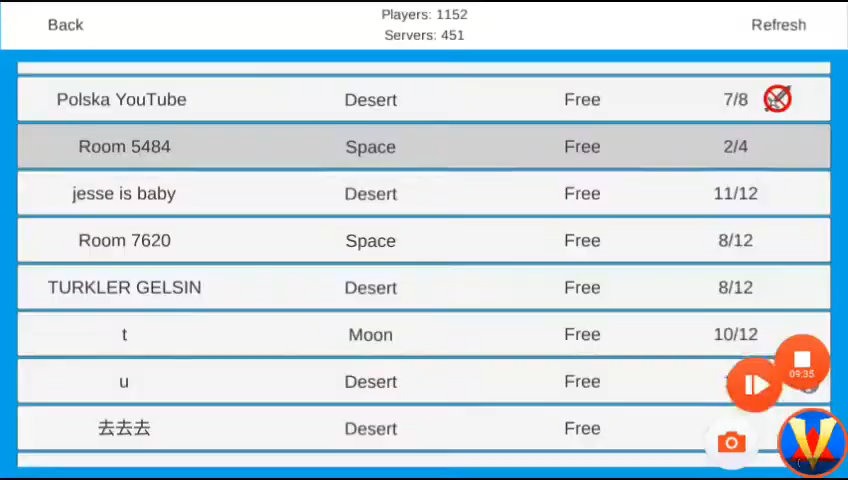 Back
Players: 1152
Servers: 451
Refresh
Polska YouTube Desert Free 7/8
Room 5484 Space Free 2/4
jesse is baby Desert Free 11/12
Room 7620 Space Free 8/12
TURKLER GELSIN Desert Free 8/12
t Moon Free 10/12
09:35
u Desert Free
去去去 Desert Free